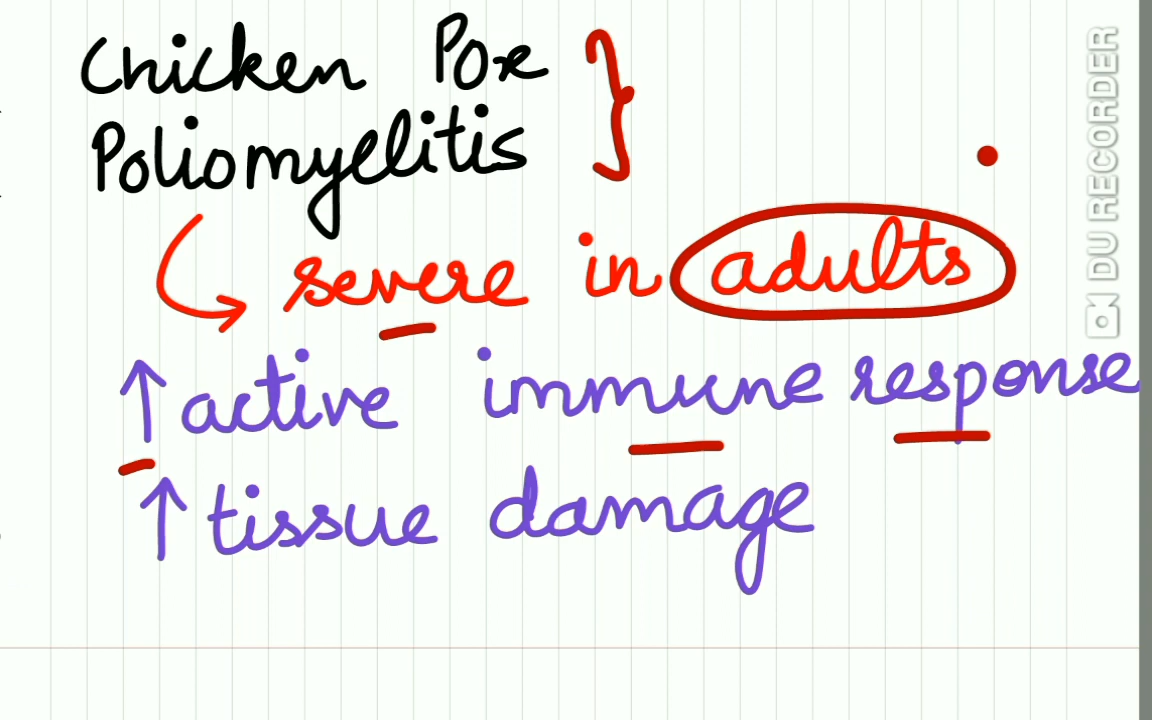 Chicken Pox }
Poliomyelitis
severe in adults
↑ active immune response
↑ tissue damage
DU RECORDER